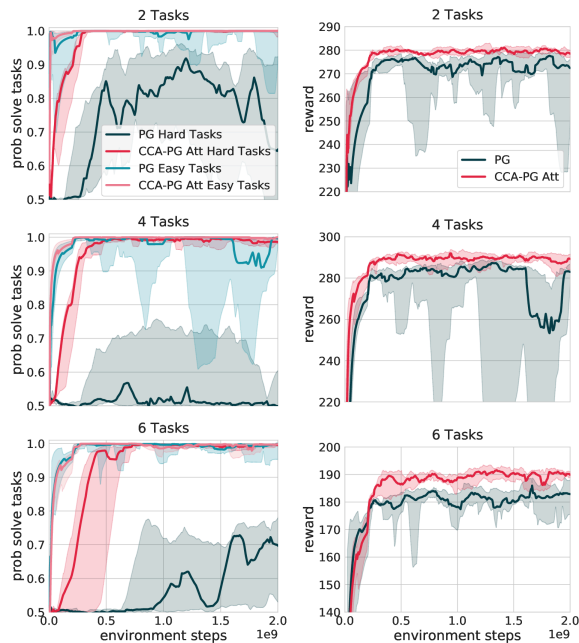 2 Tasks
prob solve tasks
1.0
0.9
0.8
0.7
0.6
0.5
PG Hard Tasks
CCA-PG Att Hard Tasks
PG Easy Tasks
CCA-PG Att Easy Tasks
2 Tasks
reward
290
280
270
260
250
240
230
220
PG
CCA-PG Att
4 Tasks
prob solve tasks
1.0
0.9
0.8
0.7
0.6
0.5
4 Tasks
reward
300
280
260
240
220
6 Tasks
prob solve tasks
1.0
0.9
0.8
0.7
0.6
0.5
0.0 0.5 1.0 1.5 2.0
environment steps 1e9
6 Tasks
reward
200
190
180
170
160
150
140
0.0 0.5 1.0 1.5 2.0
environment steps 1e9